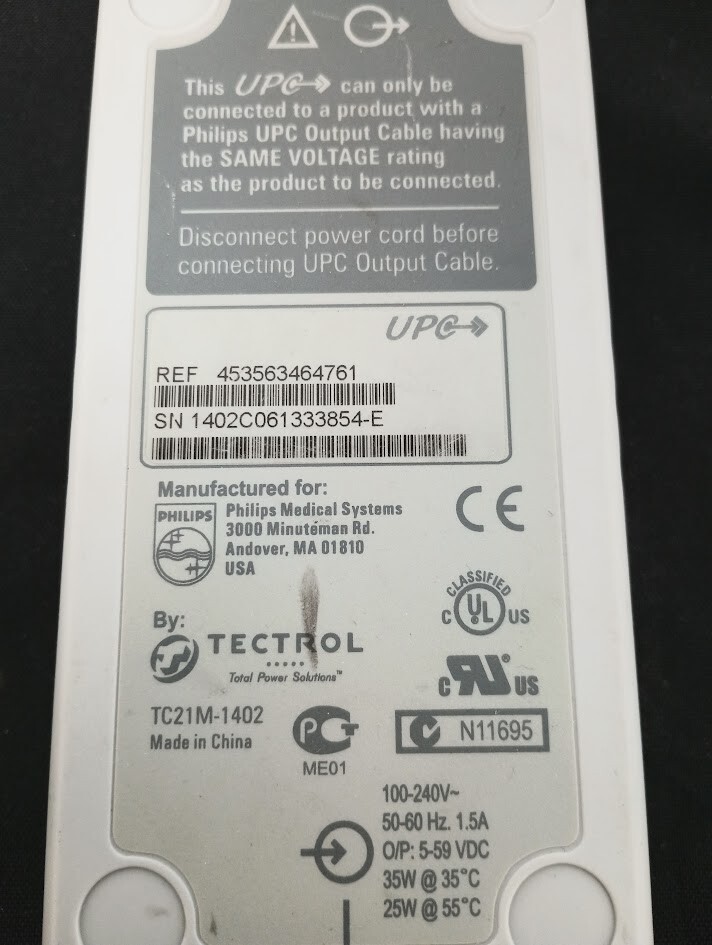 This UPC can only be
connected to a product with a
Philips UPC Output Cable having
the SAME VOLTAGE rating
as the product to be connected.
Disconnect power cord before
connecting UPC Output Cable.
UPC
REF 453563464761
SN 1402C061333854-E
Manufactured for:
PHILIPS
Philips Medical Systems
3000 Minuteman Rd.
Andover, MA 01810
USA
CE
CLASSIFIED
C UL US
By:
TECTROL
Total Power Solutions™
c RU US
TC21M-1402
Made in China
PCT
ME01
N11695
100-240V~
50-60 Hz. 1.5A
O/P: 5-59 VDC
35W @ 35°C
25W @ 55°C